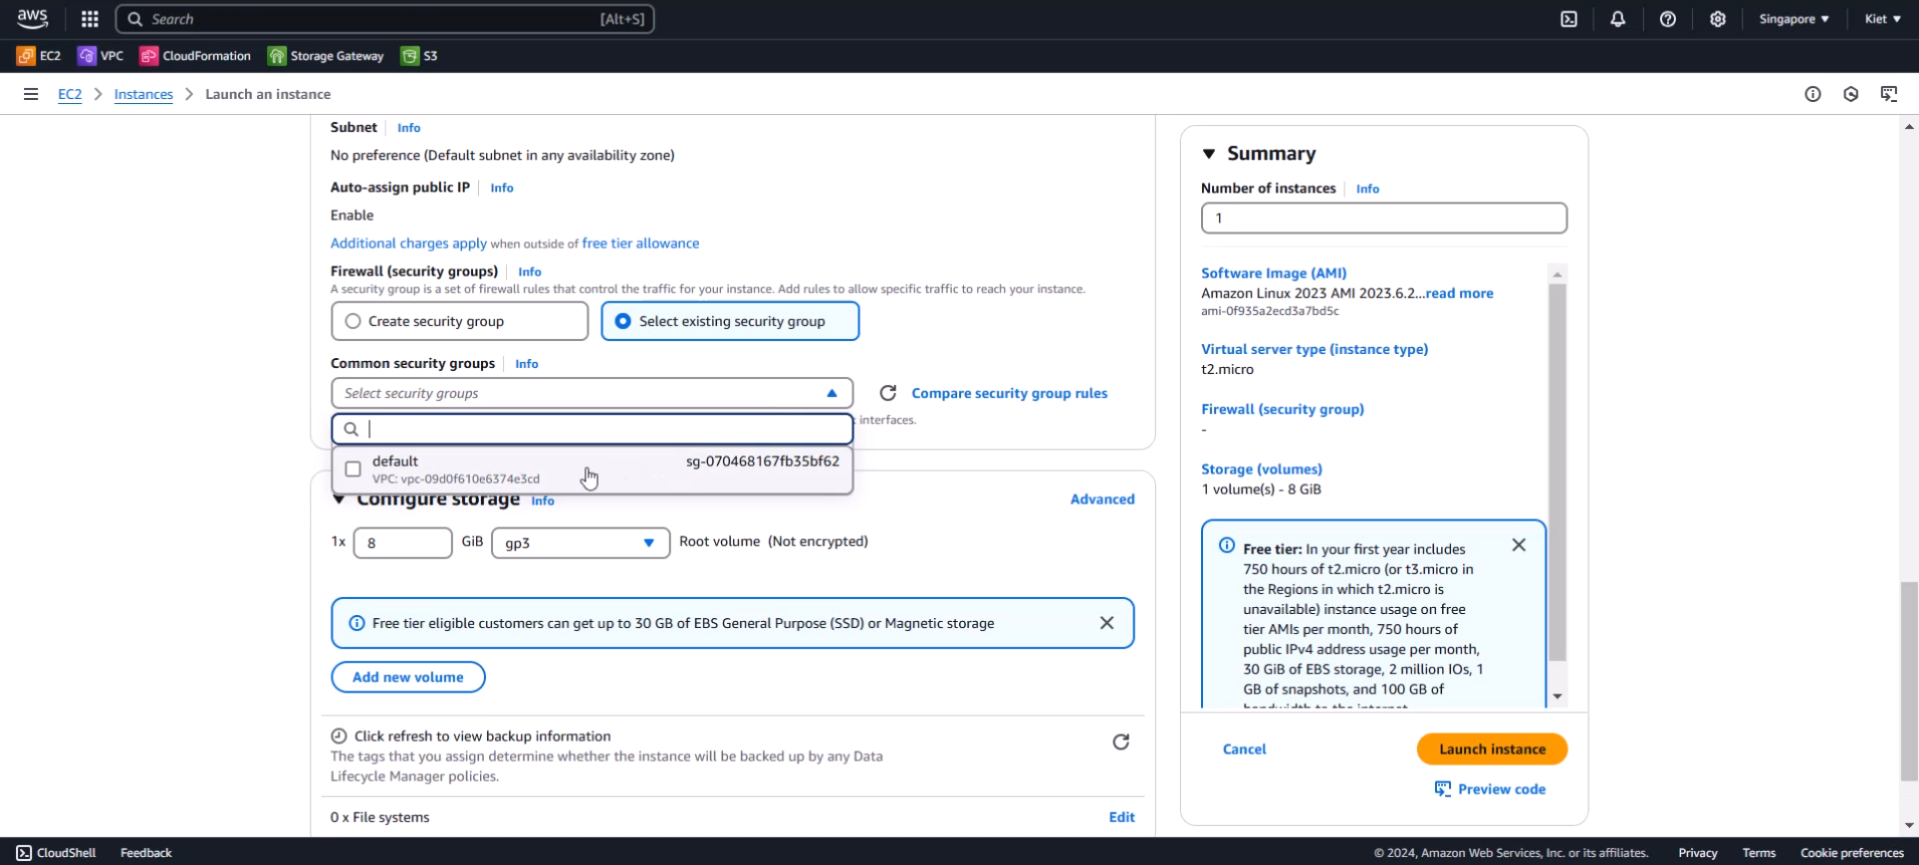 aws
Search [Alt+S]
Singapore ▼ Kiet ▼
EC2 VPC CloudFormation Storage Gateway S3
EC2 > Instances > Launch an instance
Subnet Info
No preference (Default subnet in any availability zone)
Auto-assign public IP Info
Enable
Additional charges apply when outside of free tier allowance
Firewall (security groups) Info
A security group is a set of firewall rules that control the traffic for your instance. Add rules to allow specific traffic to reach your instance.
Create security group Select existing security group
Common security groups Info
Select security groups
Compare security group rules
interfaces.
default sg-070468167fb35bf62
VPC: vpc-09d0f610e6374e3cd
Configure storage Info Advanced
1x 8 GiB gp3 Root volume (Not encrypted)
Free tier eligible customers can get up to 30 GB of EBS General Purpose (SSD) or Magnetic storage
Add new volume
Click refresh to view backup information
The tags that you assign determine whether the instance will be backed up by any Data
Lifecycle Manager policies.
0 x File systems Edit
Summary
Number of instances Info
1
Software Image (AMI)
Amazon Linux 2023 AMI 2023.6.2...read more
ami-0f935a2ecd3a7bd5c
Virtual server type (instance type)
t2.micro
Firewall (security group)
-
Storage (volumes)
1 volume(s) - 8 GiB
Free tier: In your first year includes
750 hours of t2.micro (or t3.micro in
the Regions in which t2.micro is
unavailable) instance usage on free
tier AMIs per month, 750 hours of
public IPv4 address usage per month,
30 GiB of EBS storage, 2 million IOs, 1
GB of snapshots, and 100 GB of
Cancel Launch instance
Preview code
CloudShell Feedback
© 2024, Amazon Web Services, Inc. or its affiliates. Privacy Terms Cookie preferences